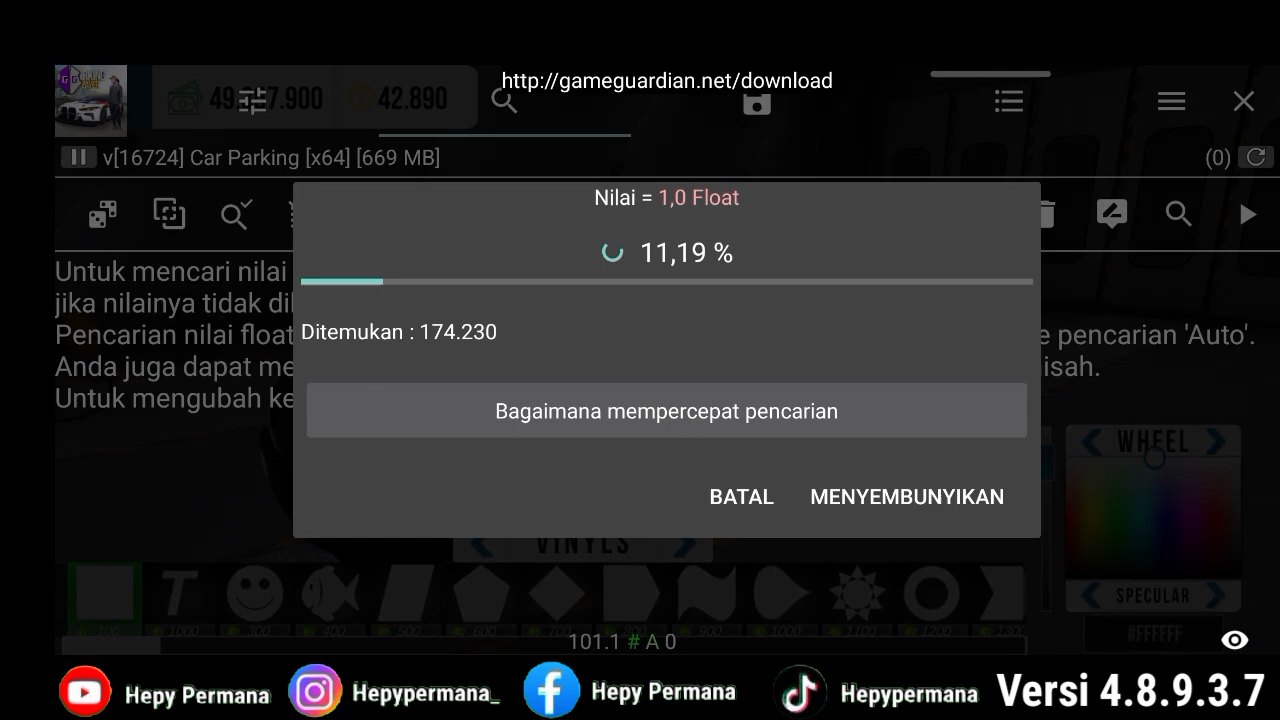 http://gameguardian.net/download
42.890
v[16724] Car Parking [x64] [669 MB]
(0)
Nilai = 1,0 Float
11,19 %
Untuk mencari nilai
jika nilainya tidak
Pencarian nilai float
e pencarian 'Auto'.
Ditemukan : 174.230
Anda juga dapat
isah.
Untuk mengubah
Bagaimana mempercepat pencarian
WHEEL
BATAL MENYEMBUNYIKAN
VINYLS
SPECULAR
#FFFFFF
101.1 # A 0
Hepy Permana
Hepypermana_
Hepy Permana
Hepypermana
Versi 4.8.9.3.7